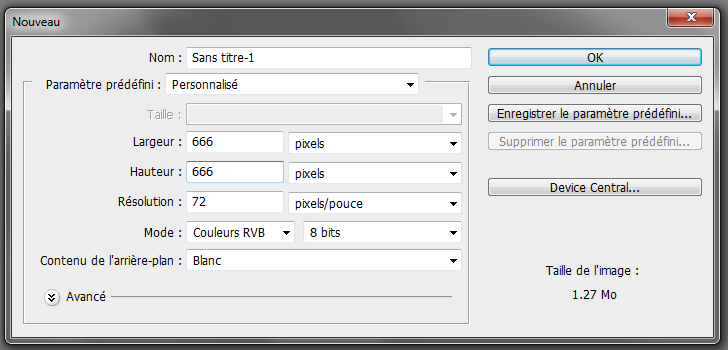 Nouveau
Nom : Sans titre-1
OK
Paramètre prédéfini : Personnalisé
Annuler
Taille :
Enregistrer le paramètre prédéfini...
Largeur : 666 pixels
Supprimer le paramètre prédéfini...
Hauteur : 666 pixels
Device Central...
Résolution : 72 pixels/pouce
Mode : Couleurs RVB 8 bits
Contenu de l'arrière-plan : Blanc
Taille de l'image :
Avancé
1.27 Mo